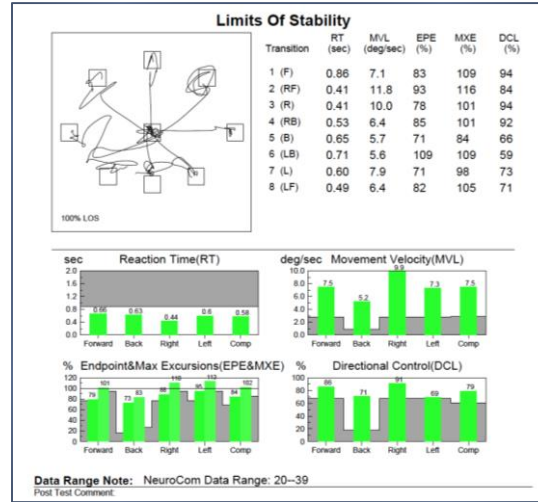 Limits Of Stability
Transition RT (sec) MVL (deg/sec) EPE (%) MXE (%) DCL (%)
1 (F) 0.86 7.1 83 109 94
2 (RF) 0.41 11.8 93 116 84
3 (R) 0.41 10.0 78 101 94
4 (RB) 0.53 6.4 85 101 92
5 (B) 0.65 5.7 71 84 66
6 (LB) 0.71 5.6 109 109 59
7 (L) 0.60 7.9 71 98 73
8 (LF) 0.49 6.4 82 105 71
100% LOS
sec Reaction Time(RT)
2.0
1.6
1.2
0.8
0.4
0.0
0.66 0.63 0.44 0.6 0.58
Forward Back Right Left Comp
deg/sec Movement Velocity(MVL)
10.0
8.0
6.0
4.0
2.0
0.0
7.5 5.2 9.9 7.3 7.5
Forward Back Right Left Comp
% Endpoint&Max Excursions(EPE&MXE)
120
100
80
60
40
20
0
79 101 73 83 88 110 95 84 102
Forward Back Right Left Comp
% Directional Control(DCL)
100
80
60
40
20
0
86 71 91 69 79
Forward Back Right Left Comp
Data Range Note: NeuroCom Data Range: 20--39
Post Test Comment: